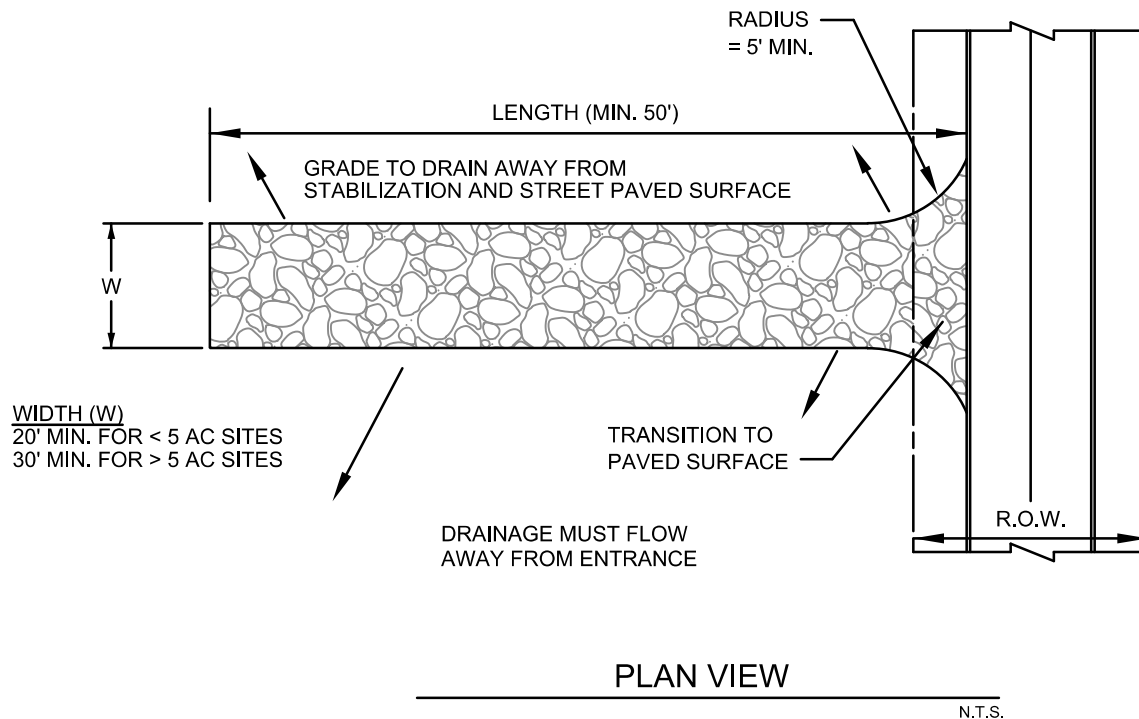 RADIUS
= 5' MIN.
LENGTH (MIN. 50')
GRADE TO DRAIN AWAY FROM
STABILIZATION AND STREET PAVED SURFACE
W
WIDTH (W)
20' MIN. FOR < 5 AC SITES
30' MIN. FOR > 5 AC SITES
TRANSITION TO
PAVED SURFACE
R.O.W.
DRAINAGE MUST FLOW
AWAY FROM ENTRANCE
PLAN VIEW
N.T.S.